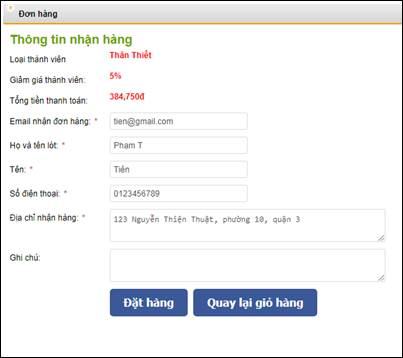 Đơn hàng
Thông tin nhận hàng
Loại thành viên Thân Thiết
Giảm giá thành viên: 5%
Tổng tiền thanh toán: 384,750đ
Email nhận đơn hàng: * tien@gmail.com
Họ và tên lót: * Phạm T
Tên: * Tiên
Số điện thoại: * 0123456789
Địa chỉ nhận hàng: * 123 Nguyễn Thiện Thuật, phường 10, quận 3
Ghi chú:
Đặt hàng Quay lại giỏ hàng